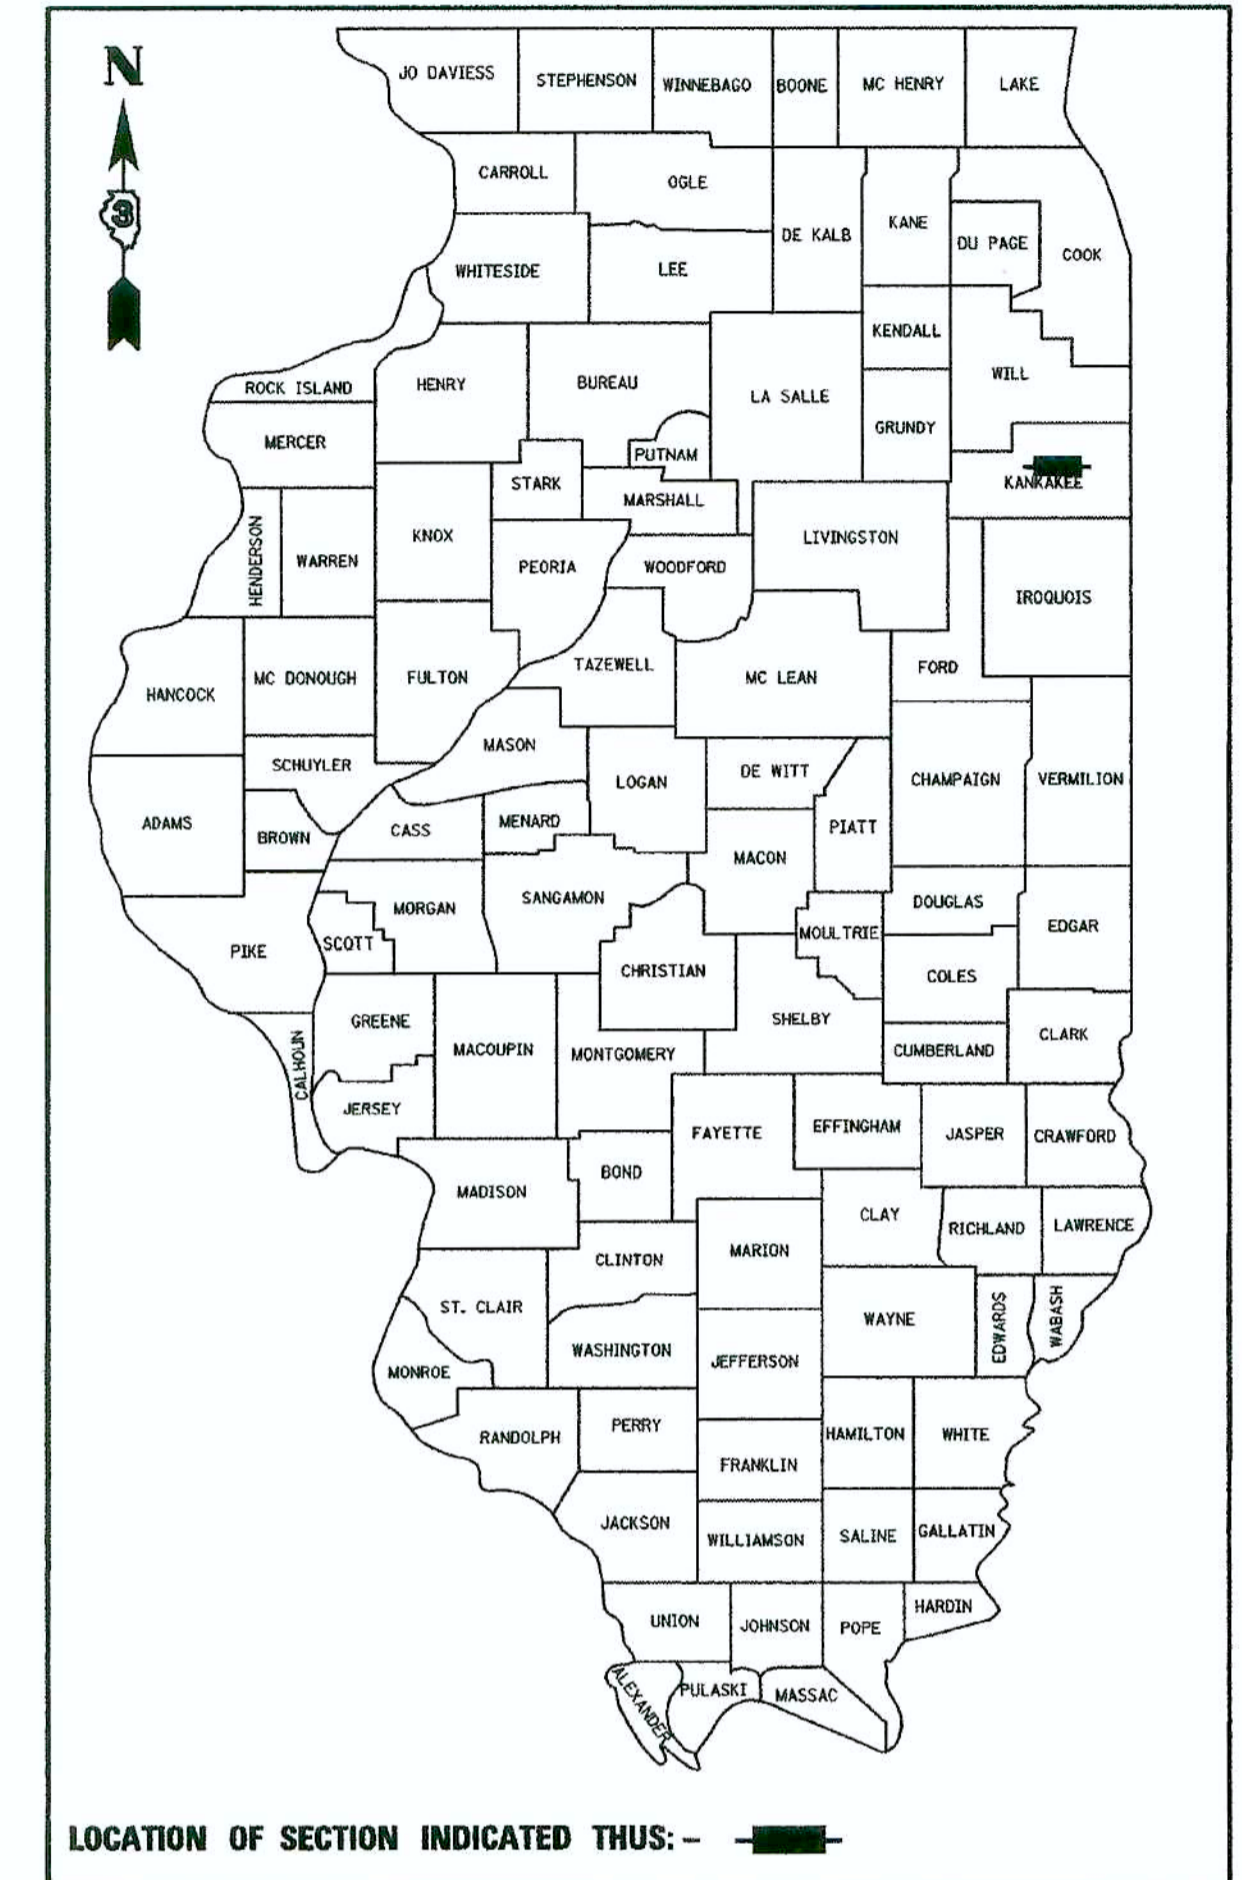 N
3
JO DAVIESS
STEPHENSON
WINNEBAGO
BOONE
MC HENRY
LAKE
CARROLL
OGLE
DE KALB
KANE
DU PAGE
COOK
WHITESIDE
LEE
KENDALL
ROCK ISLAND
HENRY
BUREAU
LA SALLE
WILL
MERCER
PUTNAM
GRUNDY
STARK
MARSHALL
KANKAKEE
HENDERSON
WARREN
KNOX
PEORIA
WOODFORD
LIVINGSTON
IROQUOIS
HANCOCK
MC DONOUGH
FULTON
TAZEWELL
MC LEAN
FORD
SCHUYLER
MASON
LOGAN
DE WITT
CHAMPAIGN
VERMILION
ADAMS
BROWN
CASS
MENARD
MACON
PIATT
PIKE
SCOTT
MORGAN
SANGAMON
CHRISTIAN
MOULTRIE
DOUGLAS
EDGAR
COLES
CALHOUN
GREENE
MACOUPIN
MONTGOMERY
SHELBY
CUMBERLAND
CLARK
JERSEY
FAYETTE
EFFINGHAM
JASPER
CRAWFORD
MADISON
BOND
CLAY
RICHLAND
LAWRENCE
CLINTON
MARION
ST. CLAIR
WAYNE
EDWARDS
WABASH
MONROE
WASHINGTON
JEFFERSON
RANDOLPH
PERRY
FRANKLIN
HAMILTON
WHITE
JACKSON
WILLIAMSON
SALINE
GALLATIN
UNION
JOHNSON
POPE
HARDIN
ALEXANDER
PULASKI
MASSAC
LOCATION OF SECTION INDICATED THUS: –